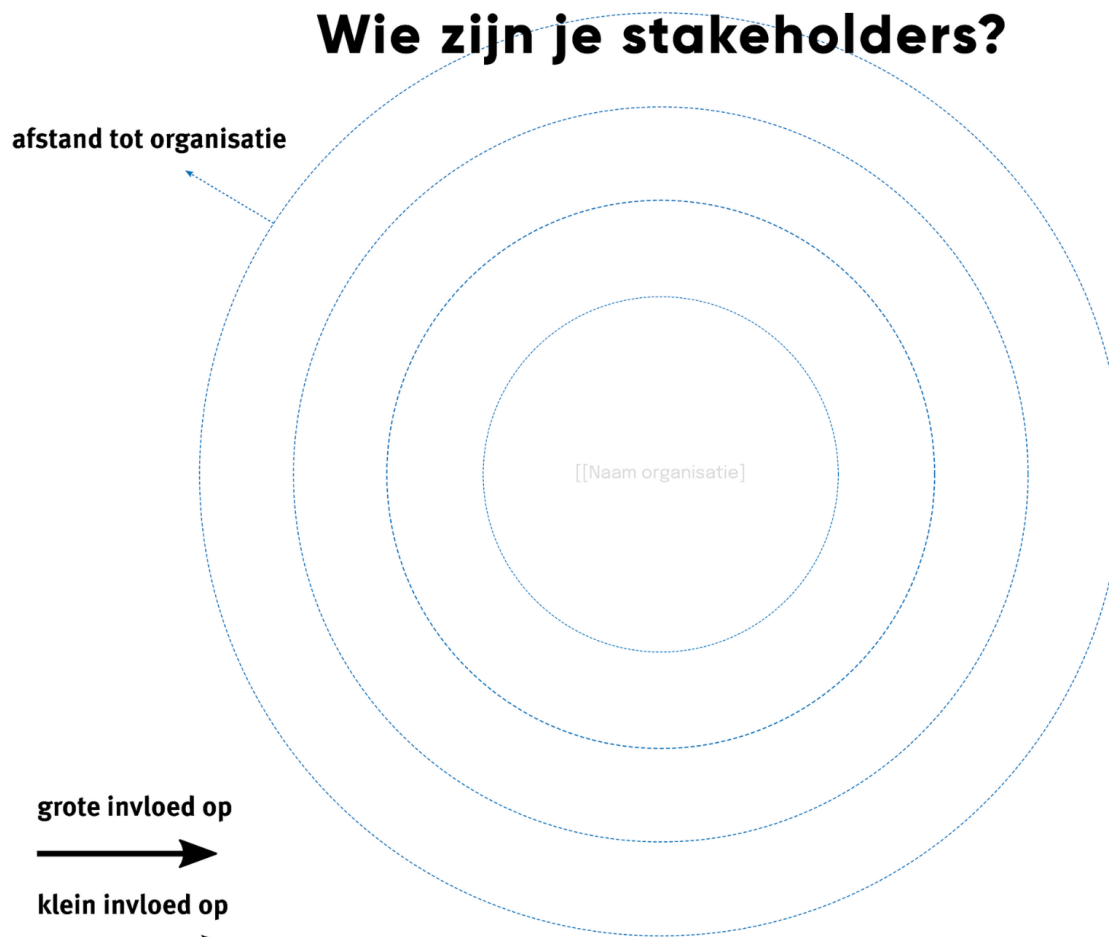 Wie zijn je stakeholders?
afstand tot organisatie
[[Naam organisatie]
grote invloed op
klein invloed op